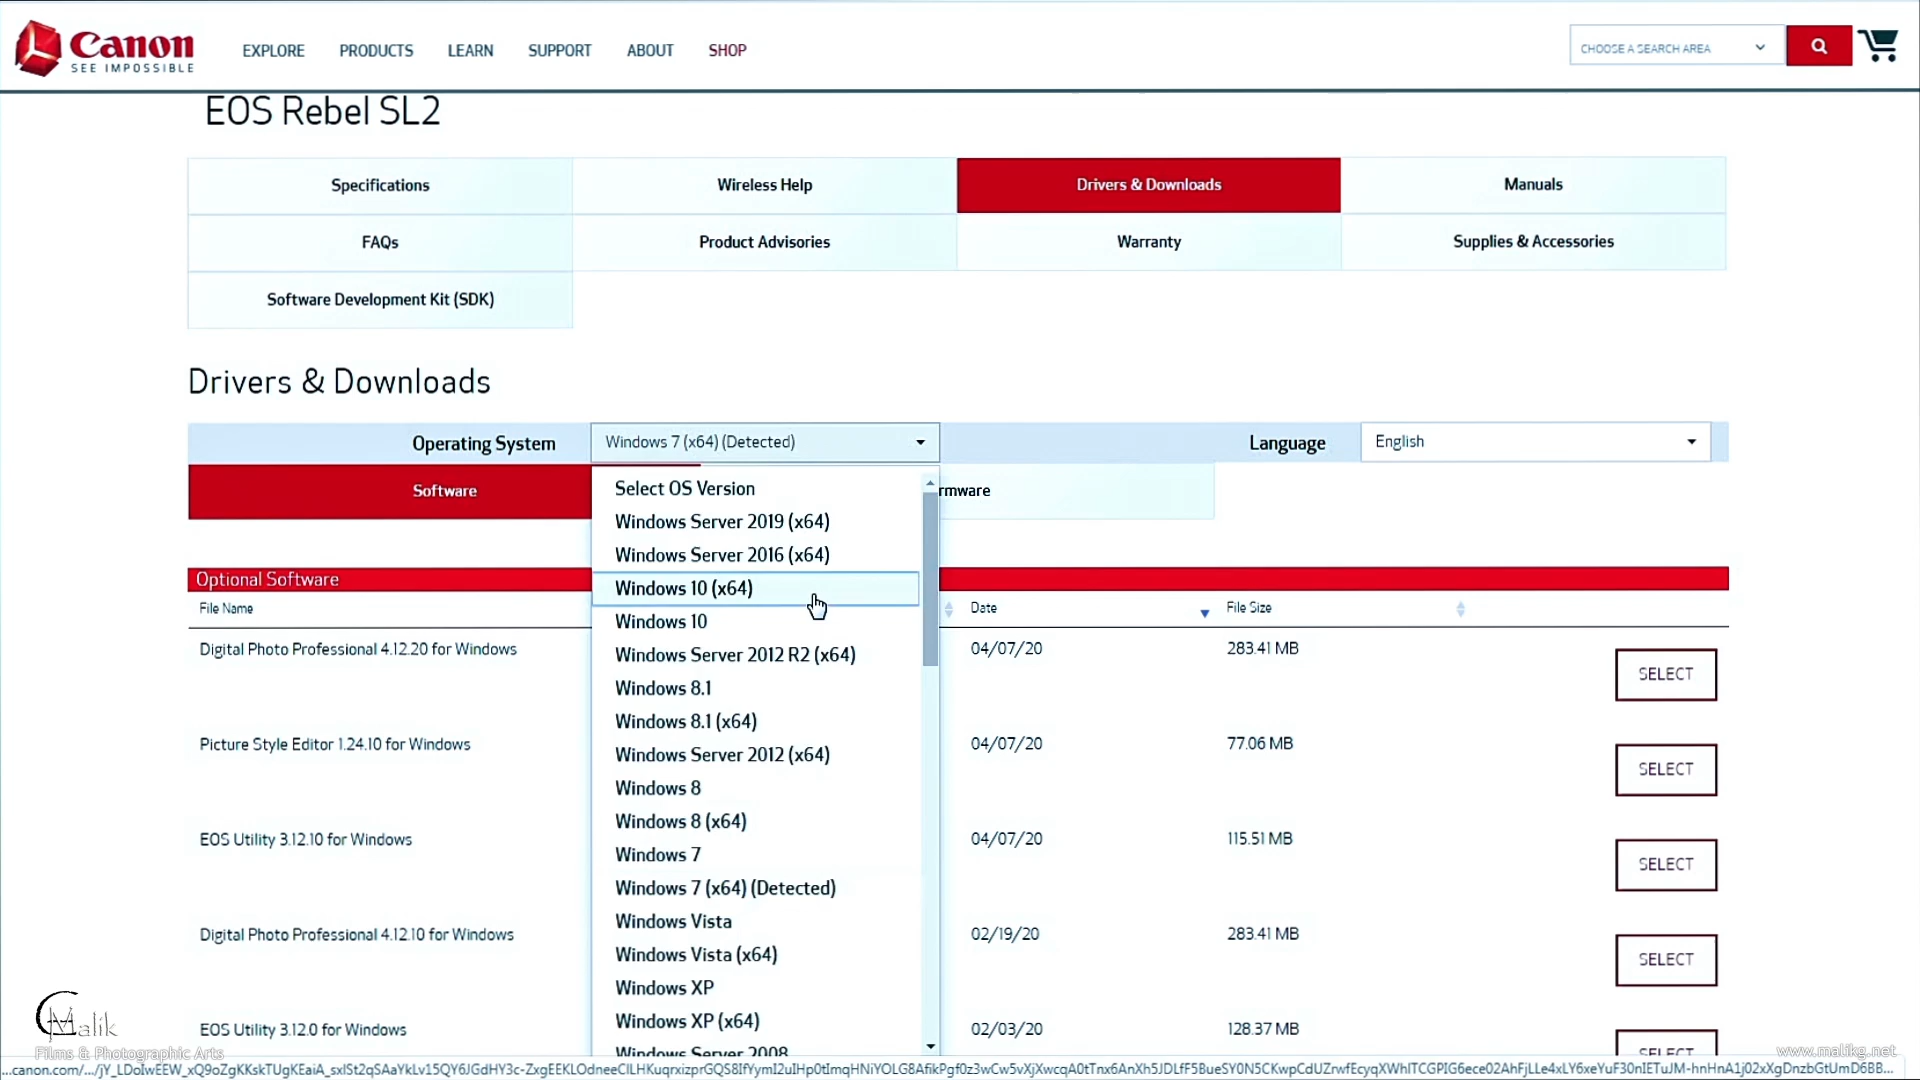 Canon
SEE IMPOSSIBLE
EXPLORE PRODUCTS LEARN SUPPORT ABOUT SHOP
CHOOSE A SEARCH AREA
EOS Rebel SL2
Specifications Wireless Help Drivers & Downloads Manuals
FAQs Product Advisories Warranty Supplies & Accessories
Software Development Kit (SDK)
Drivers & Downloads
Operating System Windows 7 (x64) (Detected) Language English
Software rmware
Select OS Version
Windows Server 2019 (x64)
Windows Server 2016 (x64)
Windows 10 (x64)
Windows 10
Windows Server 2012 R2 (x64)
Windows 8.1
Windows 8.1 (x64)
Windows Server 2012 (x64)
Windows 8
Windows 8 (x64)
Windows 7
Windows 7 (x64) (Detected)
Windows Vista
Windows Vista (x64)
Windows XP
Windows XP (x64)
Windows Server 2008
Optional Software
File Name Date File Size
Digital Photo Professional 4.12.20 for Windows 04/07/20 283.41 MB SELECT
Picture Style Editor 1.24.10 for Windows 04/07/20 77.06 MB SELECT
EOS Utility 3.12.10 for Windows 04/07/20 115.51 MB SELECT
Digital Photo Professional 4.12.10 for Windows 02/19/20 283.41 MB SELECT
EOS Utility 3.12.0 for Windows 02/03/20 128.37 MB SELECT
Malik
Films & Photographic Arts
www.malikg.net